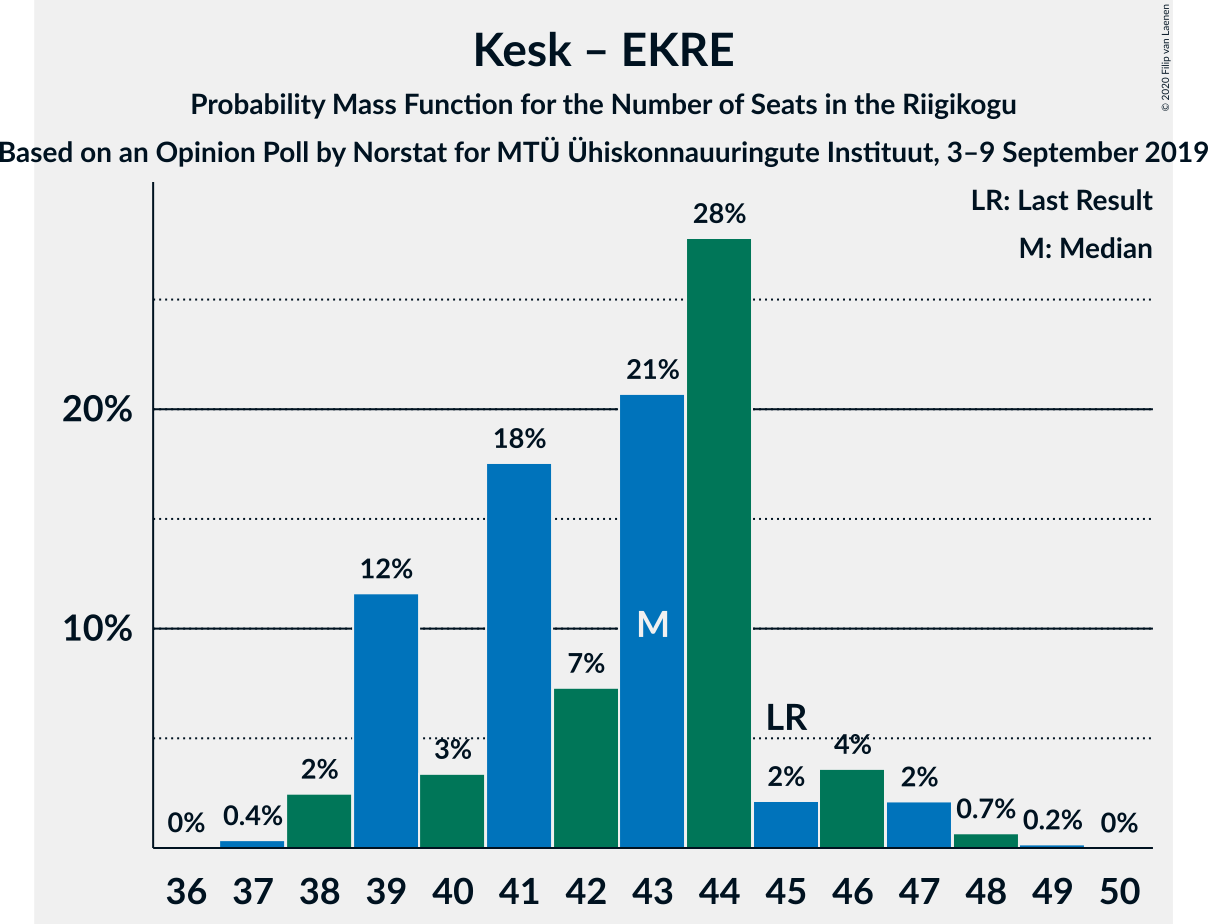 Kesk – EKRE
Probability Mass Function for the Number of Seats in the Riigikogu
Based on an Opinion Poll by Norstat for MTÜ Ühiskonnauuringute Instituut, 3–9 September 2019
© 2020 Filip van Laenen
LR: Last Result
M: Median
28%
21%
20%
18%
12%
10%
M
7%
LR
4%
3%
2%
2%
2%
0.7%
0.4%
0.2%
0%
0%
36 37 38 39 40 41 42 43 44 45 46 47 48 49 50